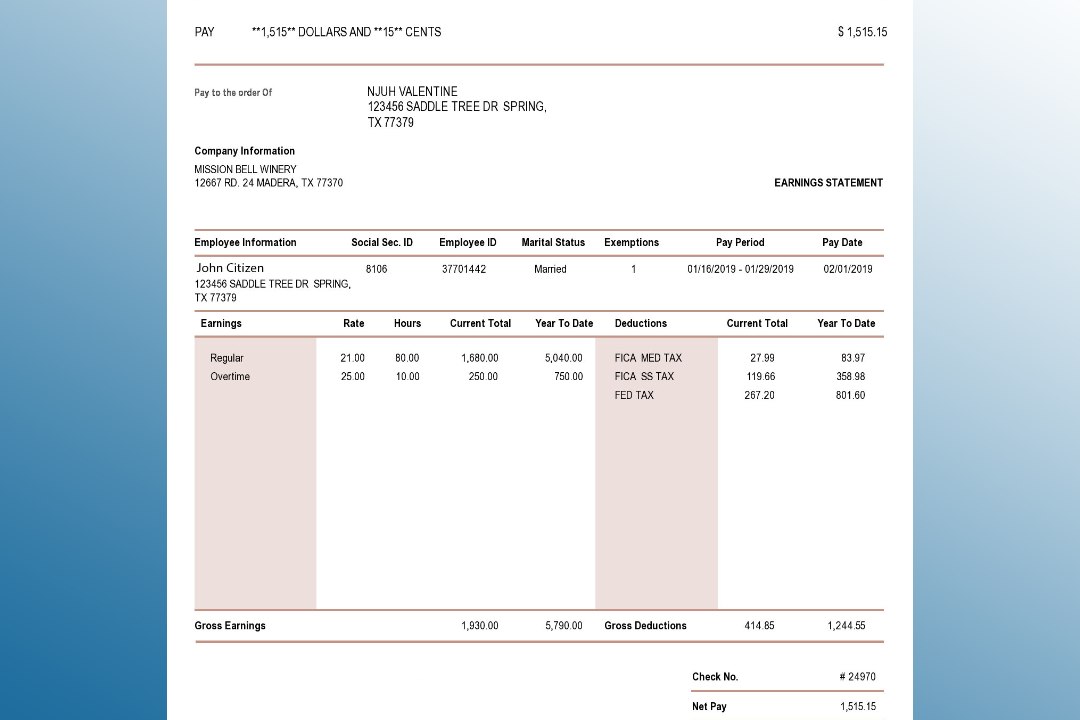 PAY **1,515** DOLLARS AND **15** CENTS $ 1,515.15
Pay to the order Of NJUH VALENTINE
123456 SADDLE TREE DR SPRING,
TX 77379
Company Information
MISSION BELL WINERY
12667 RD. 24 MADERA, TX 77370 EARNINGS STATEMENT
Employee Information Social Sec. ID Employee ID Marital Status Exemptions Pay Period Pay Date
John Citizen 8106 37701442 Married 1 01/16/2019 - 01/29/2019 02/01/2019
123456 SADDLE TREE DR SPRING,
TX 77379
Earnings Rate Hours Current Total Year To Date Deductions Current Total Year To Date
Regular 21.00 80.00 1,680.00 5,040.00 FICA MED TAX 27.99 83.97
Overtime 25.00 10.00 250.00 750.00 FICA SS TAX 119.66 358.98
FED TAX 267.20 801.60
Gross Earnings 1,930.00 5,790.00 Gross Deductions 414.85 1,244.55
Check No. # 24970
Net Pay 1,515.15